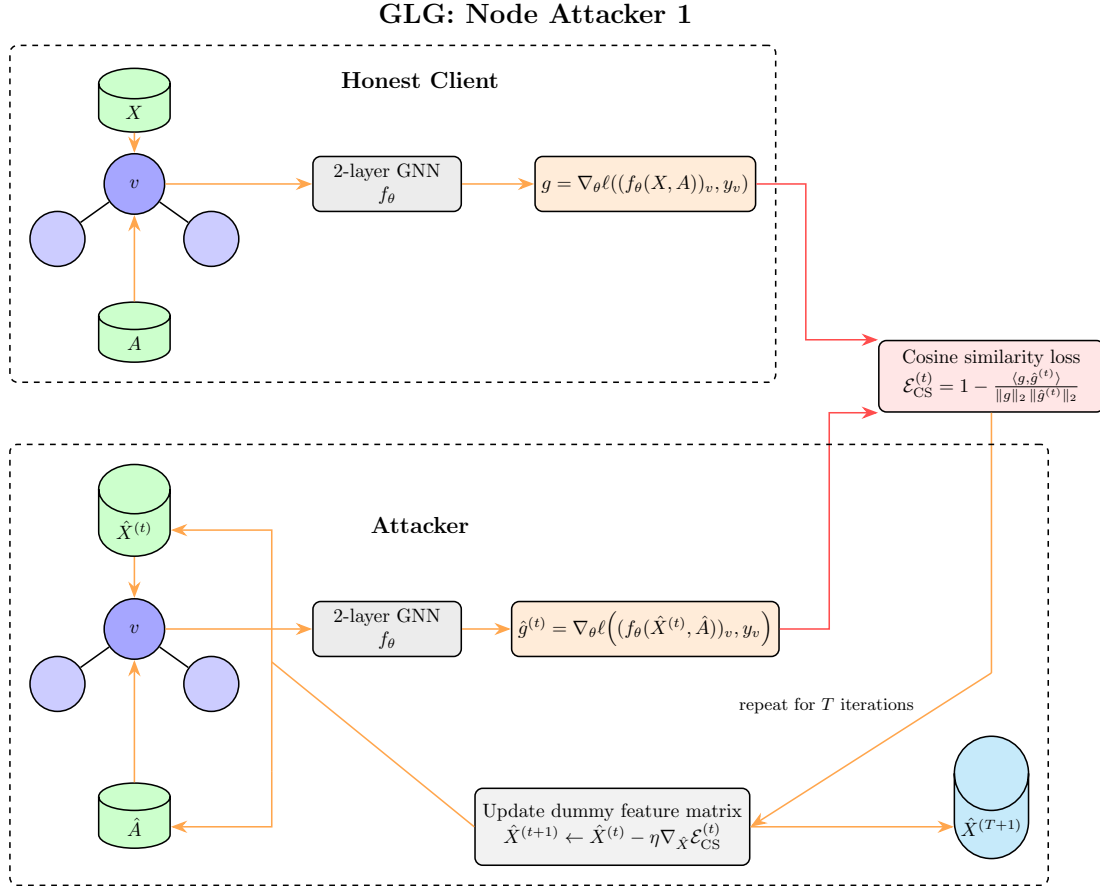 GLG: Node Attacker 1
Honest Client
X
v
A
2-layer GNN
f_θ
g = ∇_θ ℓ((f_θ(X, A))_v, y_v)
Cosine similarity loss
ℰ_CS^(t) = 1 − ⟨g, ĝ^(t)⟩ / (‖g‖₂ ‖ĝ^(t)‖₂)
Attacker
X̂^(t)
v
Â
2-layer GNN
f_θ
ĝ^(t) = ∇_θ ℓ((f_θ(X̂^(t), Â))_v, y_v)
repeat for T iterations
Update dummy feature matrix
X̂^(t+1) ← X̂^(t) − η∇_X̂ ℰ_CS^(t)
X̂^(T+1)